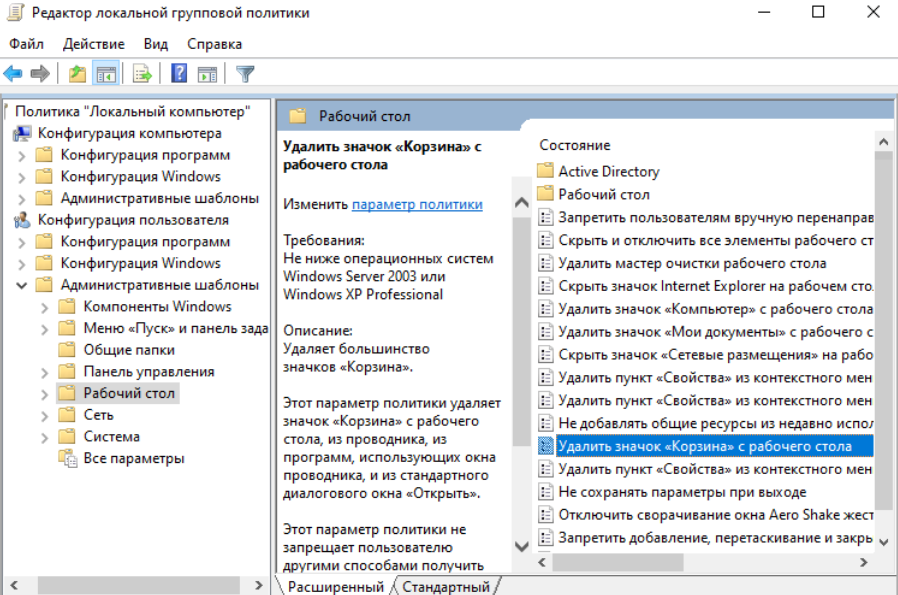 Редактор локальной групповой политики
Файл Действие Вид Справка
Политика "Локальный компьютер"
Конфигурация компьютера
Конфигурация программ
Конфигурация Windows
Административные шаблоны
Конфигурация пользователя
Конфигурация программ
Конфигурация Windows
Административные шаблоны
Компоненты Windows
Меню «Пуск» и панель зада
Общие папки
Панель управления
Рабочий стол
Сеть
Система
Все параметры
Рабочий стол
Удалить значок «Корзина» с
рабочего стола
Изменить параметр политики
Требования:
Не ниже операционных систем
Windows Server 2003 или
Windows XP Professional
Описание:
Удаляет большинство
значков «Корзина».
Этот параметр политики удаляет
значок «Корзина» с рабочего
стола, из проводника, из
программ, использующих окна
проводника, и из стандартного
диалогового окна «Открыть».
Этот параметр политики не
запрещает пользователю
другими способами получить
Состояние
Active Directory
Рабочий стол
Запретить пользователям вручную перенаправ
Скрыть и отключить все элементы рабочего ст
Удалить мастер очистки рабочего стола
Скрыть значок Internet Explorer на рабочем сто
Удалить значок «Компьютер» с рабочего стола
Удалить значок «Мои документы» с рабочего с
Скрыть значок «Сетевые размещения» на рабо
Удалить пункт «Свойства» из контекстного мен
Удалить пункт «Свойства» из контекстного мен
Не добавлять общие ресурсы из недавно испол
Удалить значок «Корзина» с рабочего стола
Удалить пункт «Свойства» из контекстного мен
Не сохранять параметры при выходе
Отключить сворачивание окна Aero Shake жест
Запретить добавление, перетаскивание и закры
Расширенный Стандартный